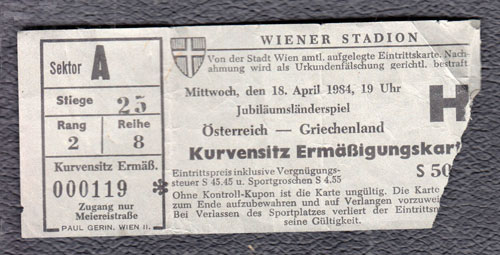 Sektor A
Stiege 25
Rang Reihe
2 8
Kurvensitz Ermäß.
000119 *
Zugang nur
Meiereistraße
PAUL GERIN, WIEN II.
WIENER STADION
Von der Stadt Wien amtl. aufgelegte Eintrittskarte. Nach-
ahmung wird als Urkundenfälschung gerichtl. bestraft
Mittwoch, den 18. April 1984, 19 Uhr
H
Jubiläumsländerspiel
Österreich — Griechenland
Kurvensitz Ermäßigungskart
Eintrittspreis inklusive Vergnügungs-
steuer S 45.45 u. Sportgroschen S 4.55
S 50
Ohne Kontroll-Kupon ist die Karte ungültig. Die Karte
zum Ende aufzubewahren und auf Verlangen vorzuwei
Bei Verlassen des Sportplatzes verliert der Eintritts
seine Gültigkeit.